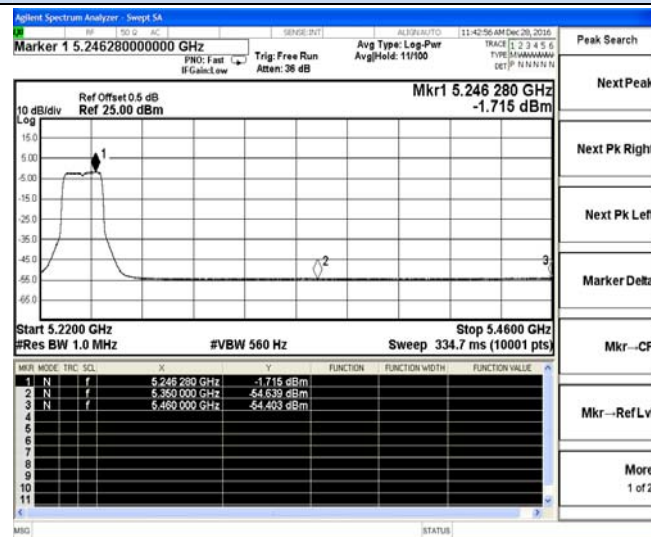 Agilent Spectrum Analyzer - Swept SA
RF 50 Ω AC SENSE:INT ALIGNAUTO 11:42:56 AM Dec 28, 2016
Marker 1 5.246280000000 GHz
PNO: Fast
IFGain:Low
Trig: Free Run
Atten: 36 dB
Avg Type: Log-Pwr
Avg|Hold: 11/100
TRACE 1 2 3 4 5 6
TYPE MWWWWW
DET P N N N N N
Peak Search
Next Peak
Next Pk Right
Next Pk Left
Marker Delta
Mkr→CF
Mkr→RefLvl
More
1 of 2
Ref Offset 0.5 dB
10 dB/div Ref 25.00 dBm
Log
Mkr1 5.246 280 GHz
-1.715 dBm
15.0
5.00
-5.00
-15.0
-25.0
-35.0
-45.0
-55.0
-65.0
1
2
3
Start 5.2200 GHz
Stop 5.4600 GHz
#Res BW 1.0 MHz #VBW 560 Hz Sweep 334.7 ms (10001 pts)
MKR MODE TRC SCL X Y FUNCTION FUNCTION WIDTH FUNCTION VALUE
1 N f 5.246 280 GHz -1.715 dBm
2 N f 5.350 000 GHz -54.639 dBm
3 N f 5.460 000 GHz -54.403 dBm
4
5
6
7
8
9
10
11
MSG STATUS